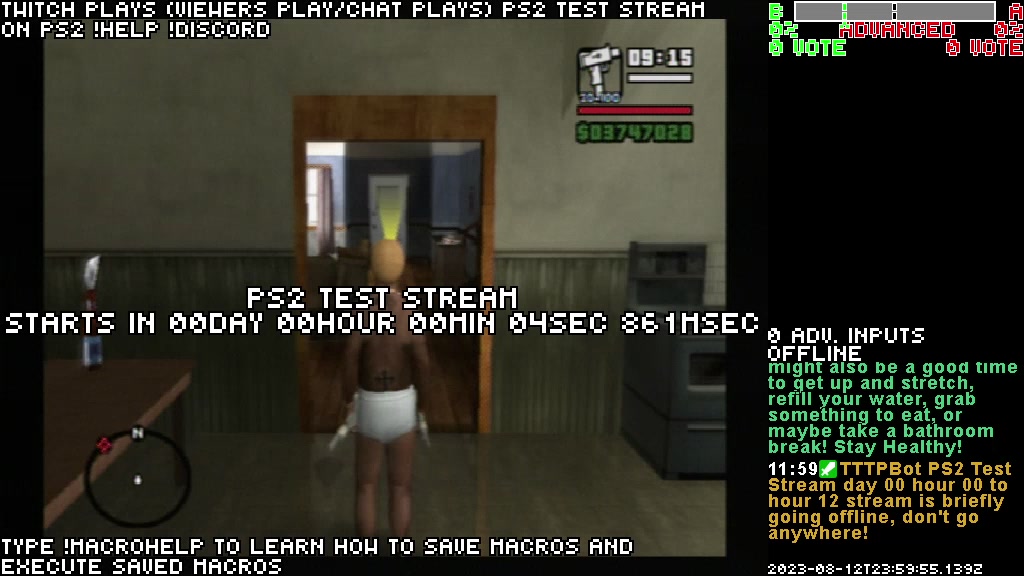 TWITCH PLAYS (VIEWERS PLAY/CHAT PLAYS) PS2 TEST STREAM
ON PS2 !HELP !DISCORD
B A
0% ADVANCED 0%
0 VOTE 0 VOTE
09:15
$03747028
PS2 TEST STREAM
STARTS IN 00DAY 00HOUR 00MIN 04SEC 861MSEC
N
TYPE !MACROHELP TO LEARN HOW TO SAVE MACROS AND
EXECUTE SAVED MACROS
0 ADV. INPUTS
OFFLINE
might also be a good time
to get up and stretch,
refill your water, grab
something to eat, or
maybe take a bathroom
break! Stay Healthy!
11:59 TTTPBot PS2 Test
Stream day 00 hour 00 to
hour 12 stream is briefly
going offline, don't go
anywhere!
2023-08-12T23:59:55.139Z